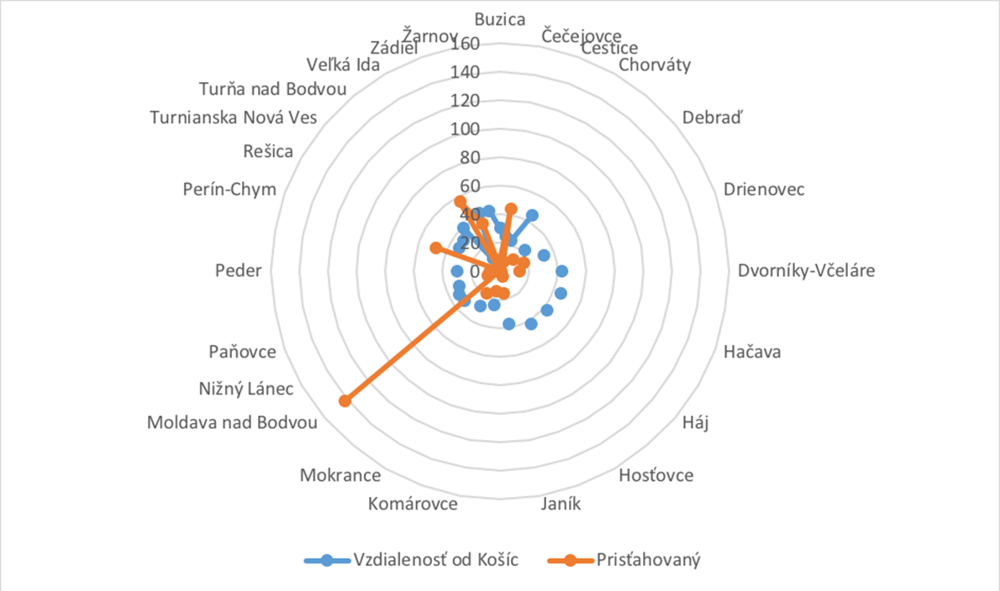 Buzica
Čečejovce
Čestice
Chorváty
Debraď
Drienovec
Dvorníky-Včeláre
Hačava
Háj
Hosťovce
Janík
Komárovce
Mokrance
Moldava nad Bodvou
Nižný Lánec
Paňovce
Peder
Perín-Chym
Rešica
Turnianska Nová Ves
Turňa nad Bodvou
Veľká Ida
Zádiel
Žarnov
160
140
120
100
80
60
40
20
0
Vzdialenosť od Košíc
Prisťahovaný